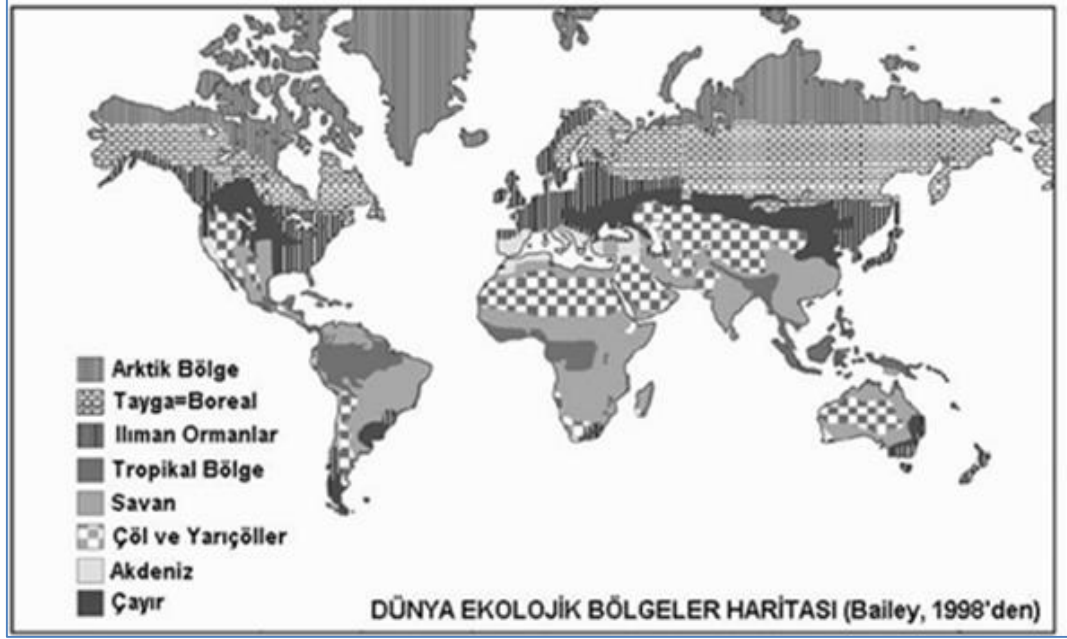 Arktik Bölge
Tayga=Boreal
Ilıman Ormanlar
Tropikal Bölge
Savan
Çöl ve Yarıçöller
Akdeniz
Çayır
DÜNYA EKOLOJİK BÖLGELER HARİTASI (Bailey, 1998'den)